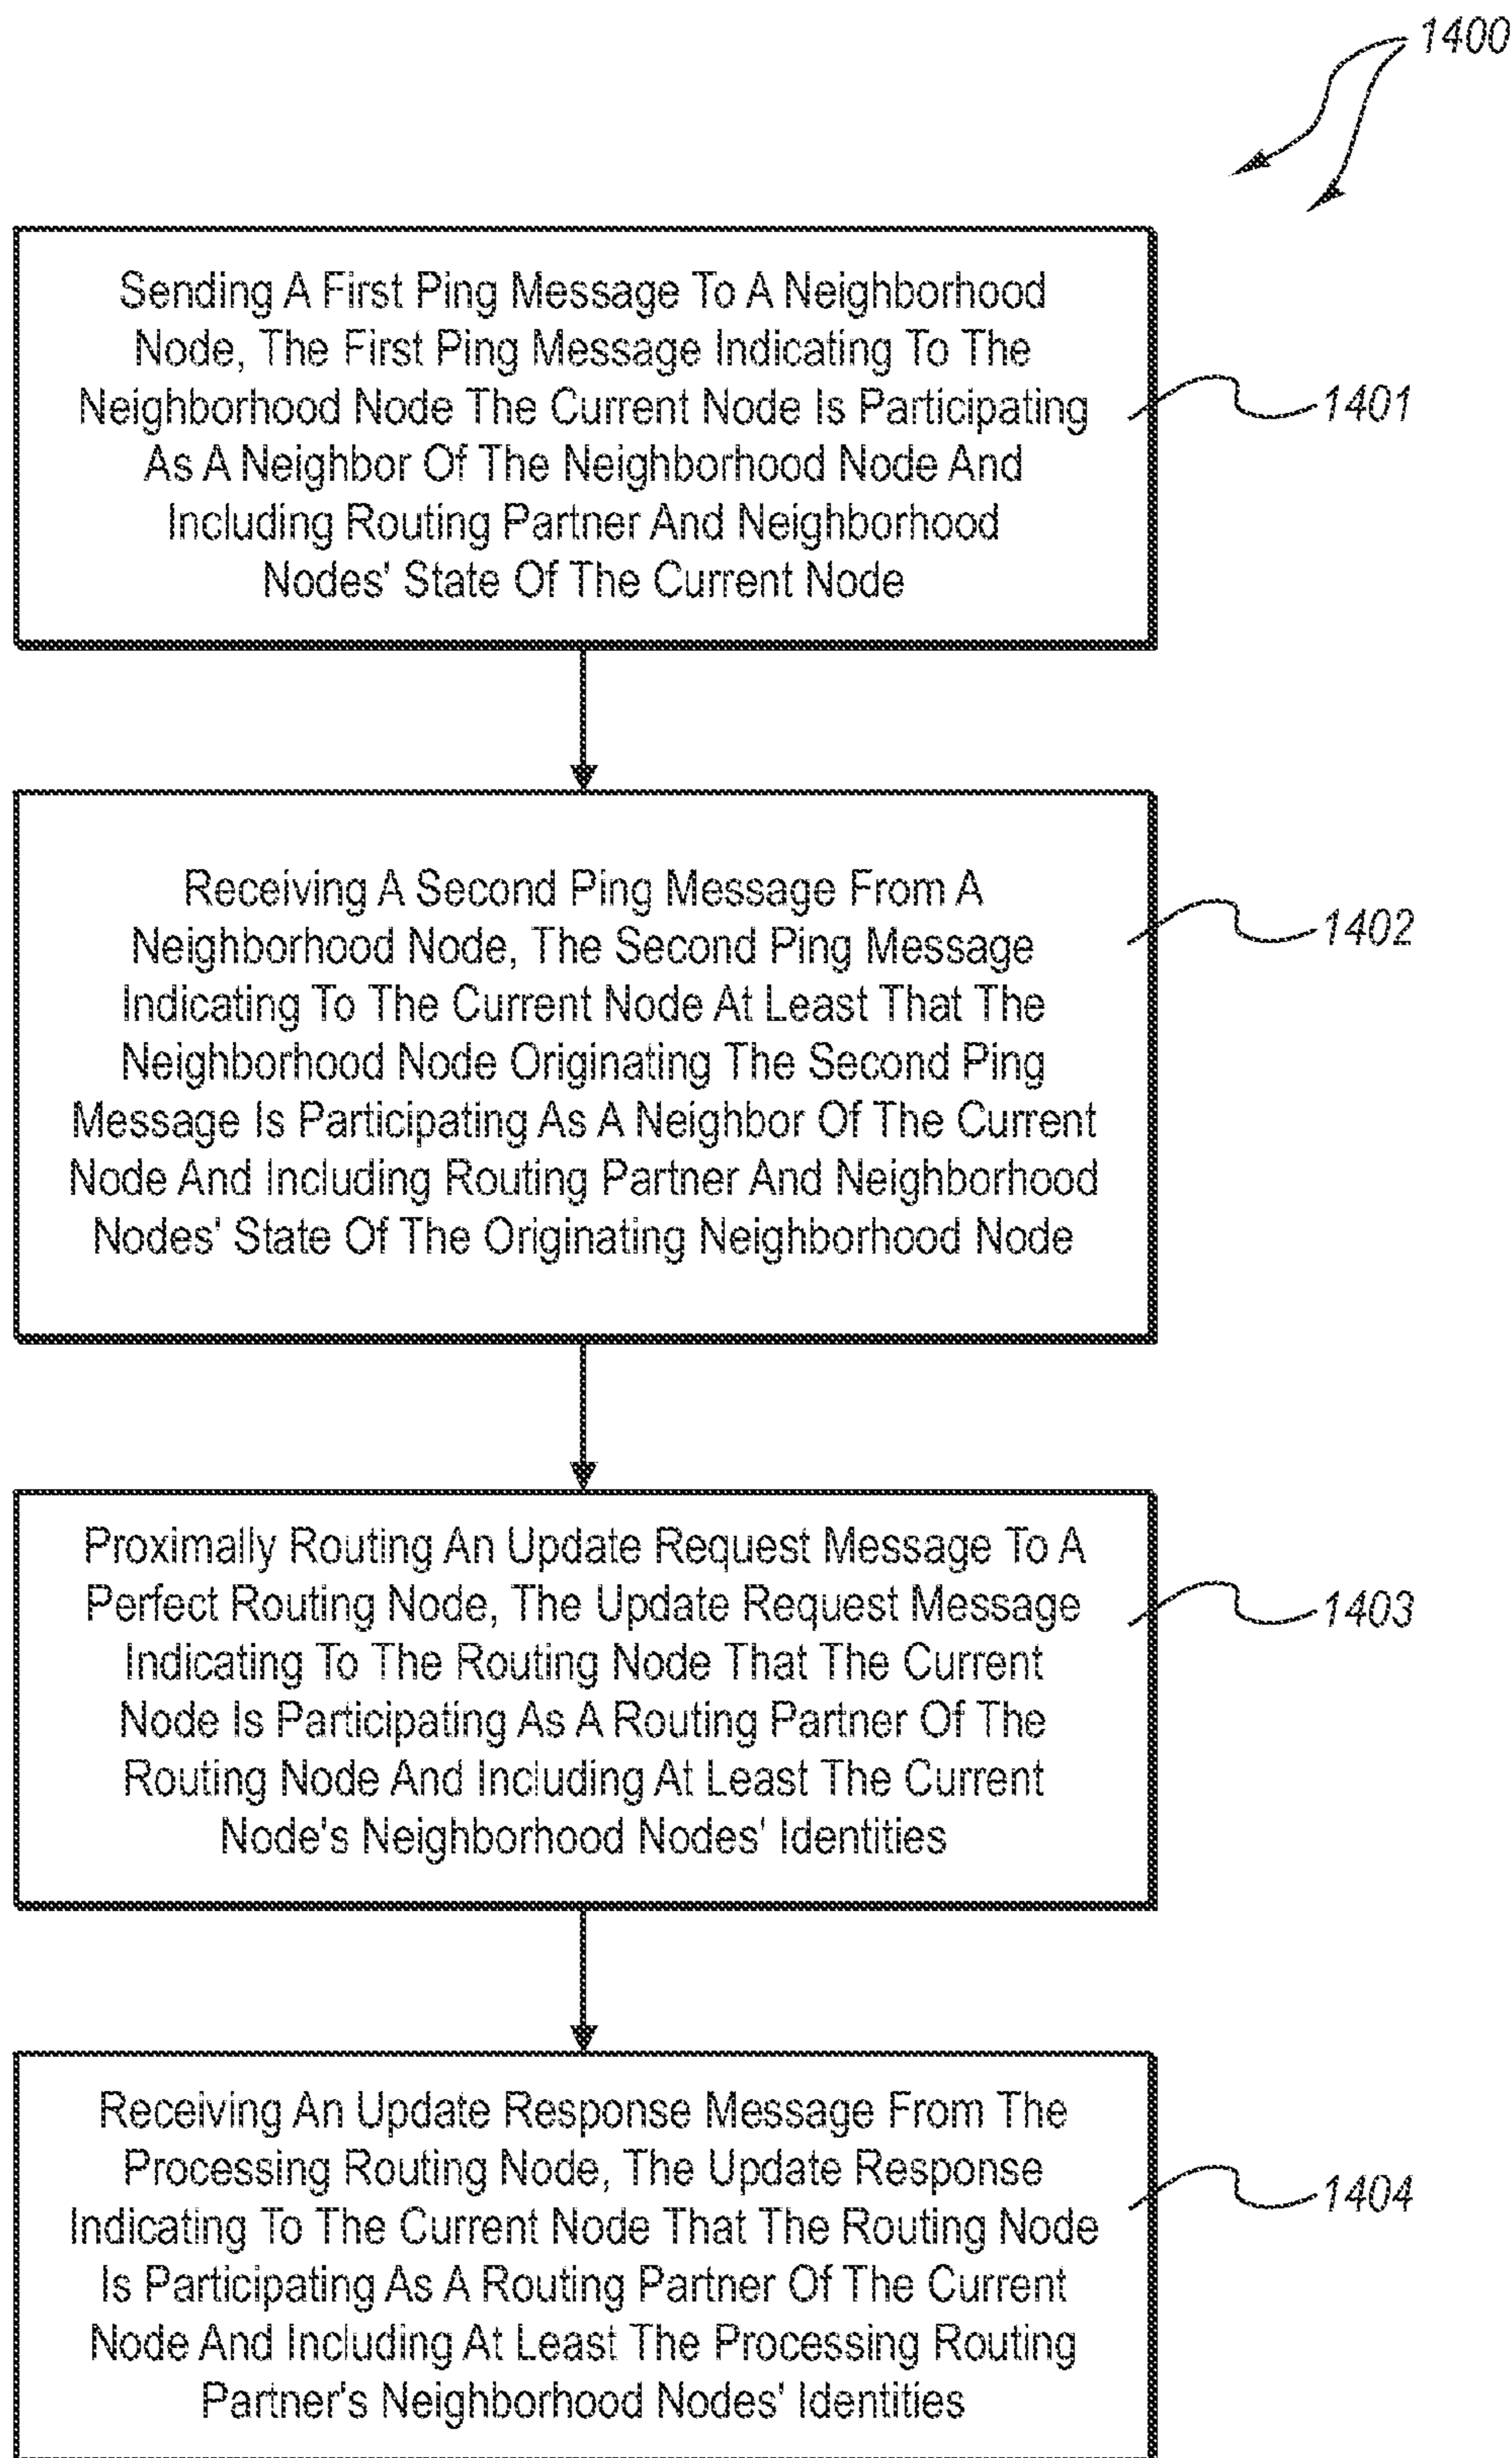 1400
Sending A First Ping Message To A Neighborhood
Node, The First Ping Message Indicating To The
Neighborhood Node The Current Node Is Participating
As A Neighbor Of The Neighborhood Node And
Including Routing Partner And Neighborhood
Nodes' State Of The Current Node
1401
Receiving A Second Ping Message From A
Neighborhood Node, The Second Ping Message
Indicating To The Current Node At Least That The
Neighborhood Node Originating The Second Ping
Message Is Participating As A Neighbor Of The Current
Node And Including Routing Partner And Neighborhood
Nodes' State Of The Originating Neighborhood Node
1402
Proximally Routing An Update Request Message To A
Perfect Routing Node, The Update Request Message
Indicating To The Routing Node That The Current
Node Is Participating As A Routing Partner Of The
Routing Node And Including At Least The Current
Node's Neighborhood Nodes' Identities
1403
Receiving An Update Response Message From The
Processing Routing Node, The Update Response
Indicating To The Current Node That The Routing Node
Is Participating As A Routing Partner Of The Current
Node And Including At Least The Processing Routing
Partner's Neighborhood Nodes' Identities
1404